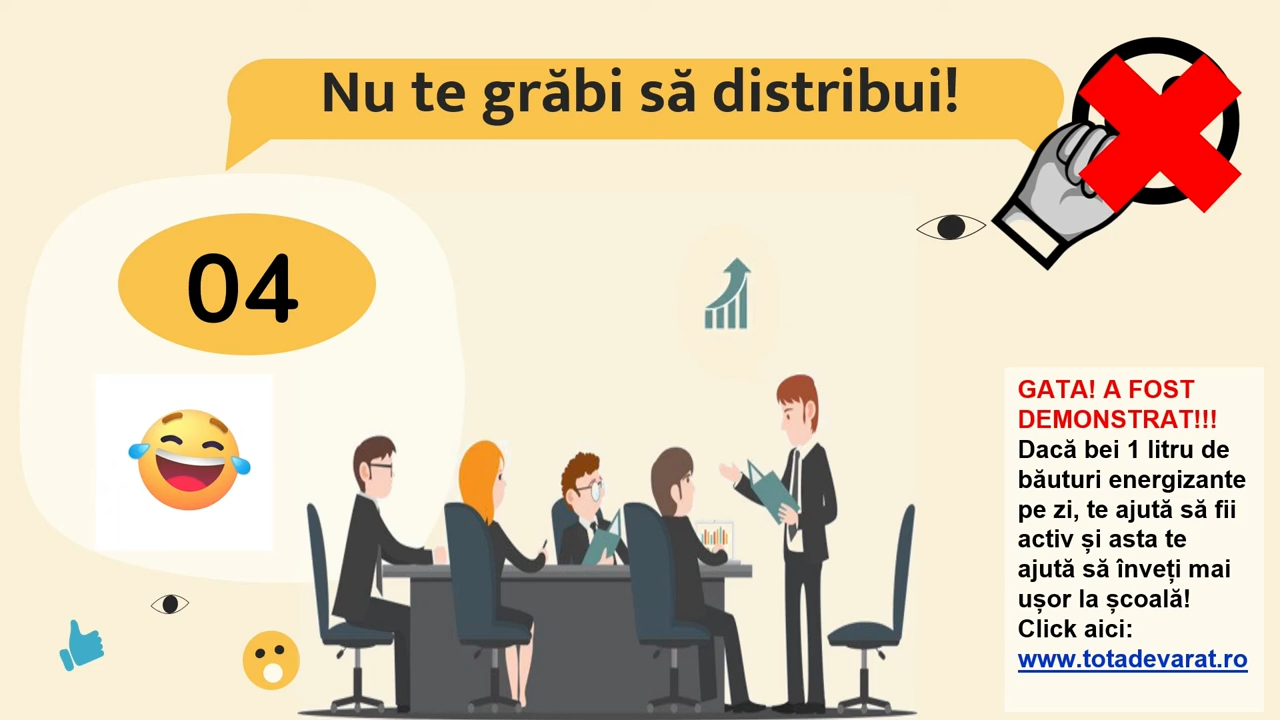 Nu te grăbi să distribui!
04
GATA! A FOST
DEMONSTRAT!!!
Dacă bei 1 litru de
băuturi energizante
pe zi, te ajută să fii
activ și asta te
ajută să înveți mai
ușor la școală!
Click aici:
www.totadevarat.ro